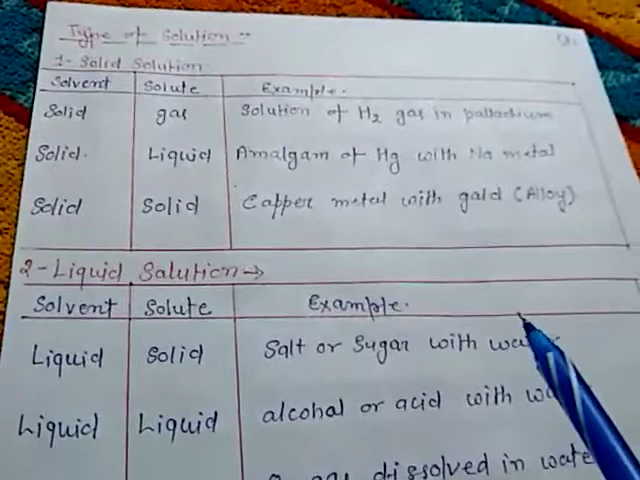 Type of Solution :-
1- Solid Solution
Solvent Solute Example.
Solid gas Solution of H2 gas in palladium
Solid. Liquid Amalgam of Hg with Na metal
Solid Solid Copper metal with gold (Alloy)
2-Liquid Solution→
Solvent Solute Example.
Liquid Solid Salt or Sugar with
Liquid Liquid alcohal or acid with
dissolved in